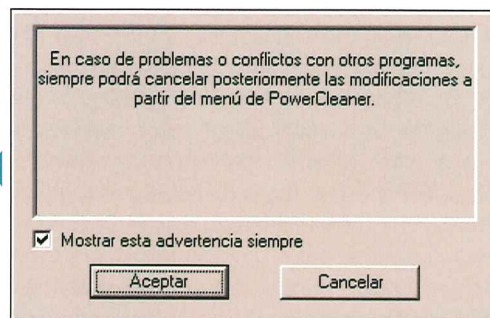 En caso de problemas o conflictos con otros programas,
siempre podrá cancelar posteriormente las modificaciones a
partir del menú de PowerCleaner.
Mostrar esta advertencia siempre
Aceptar
Cancelar